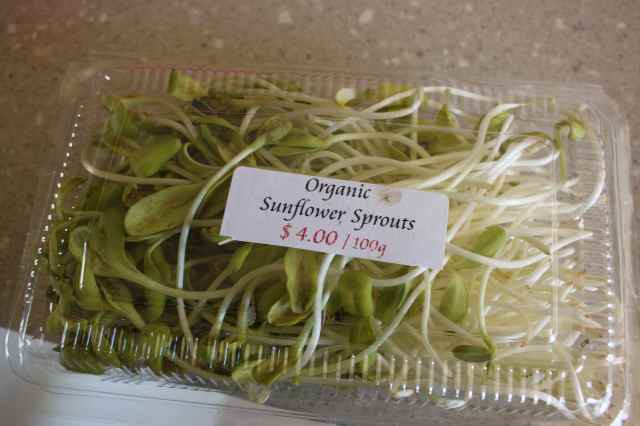 Organic
Sunflower Sprouts
$ 4.00 / 100g